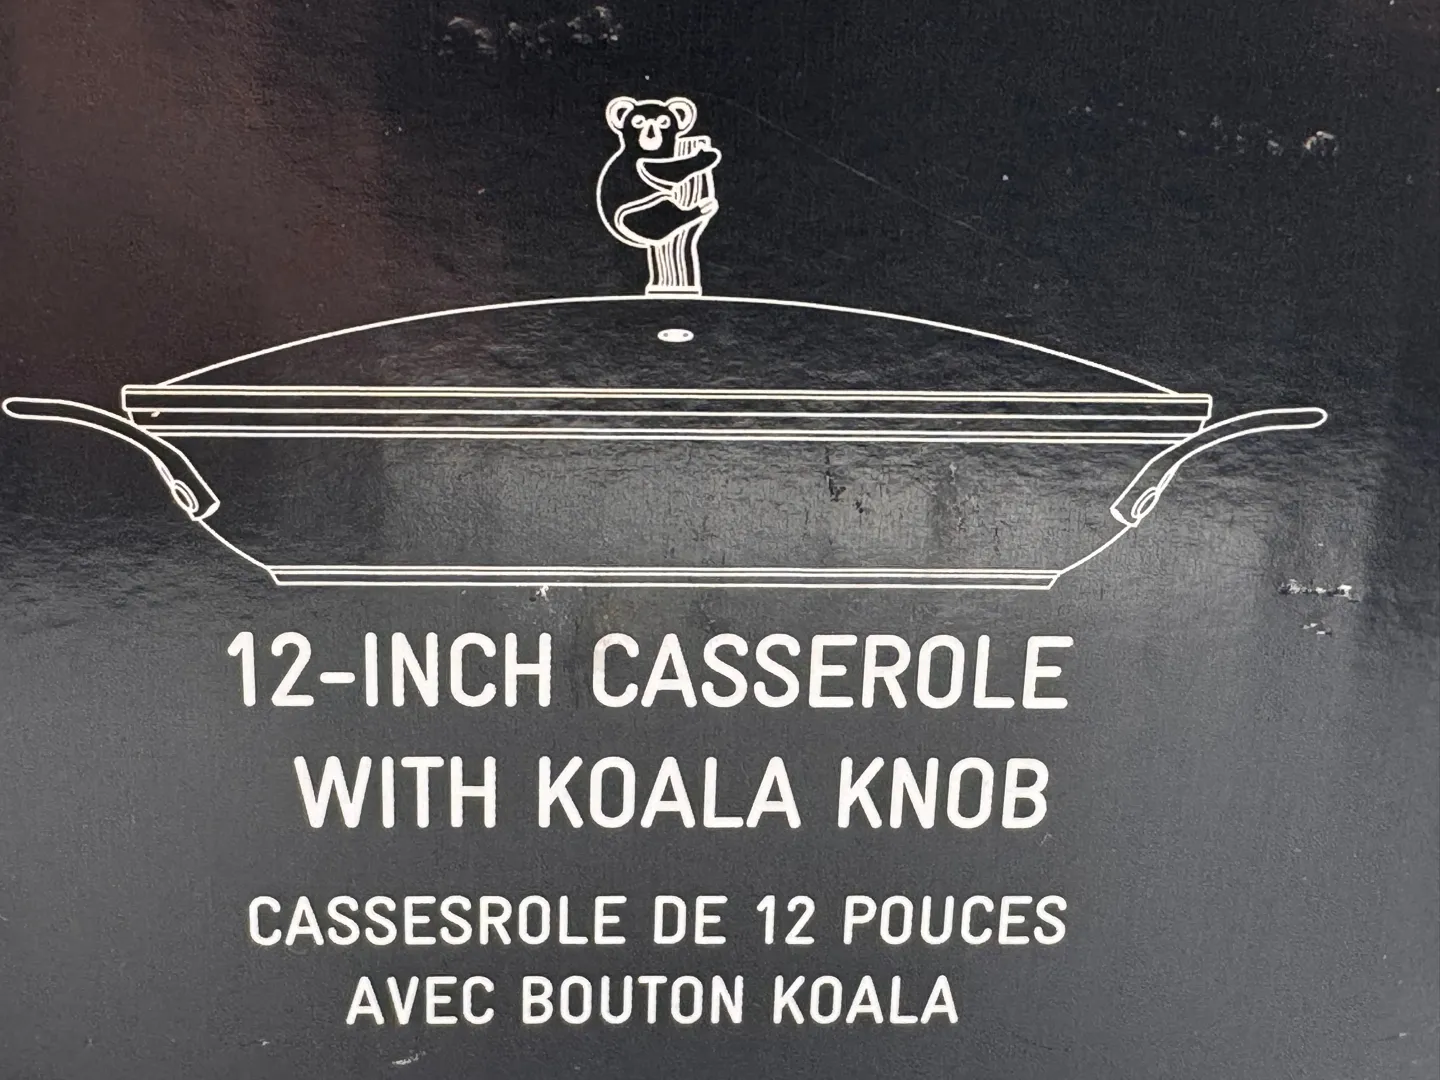 12-INCH CASSEROLE
WITH KOALA KNOB
CASSESROLE DE 12 POUCES
AVEC BOUTON KOALA